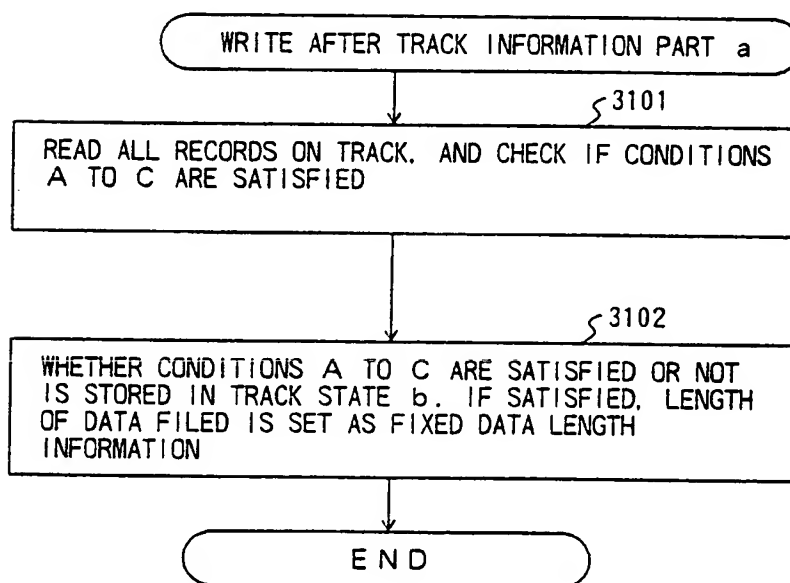 WRITE AFTER TRACK INFORMATION PART a
3101
READ ALL RECORDS ON TRACK. AND CHECK IF CONDITIONS
A TO C ARE SATISFIED
3102
WHETHER CONDITIONS A TO C ARE SATISFIED OR NOT
IS STORED IN TRACK STATE b. IF SATISFIED. LENGTH
OF DATA FILED IS SET AS FIXED DATA LENGTH
INFORMATION
END